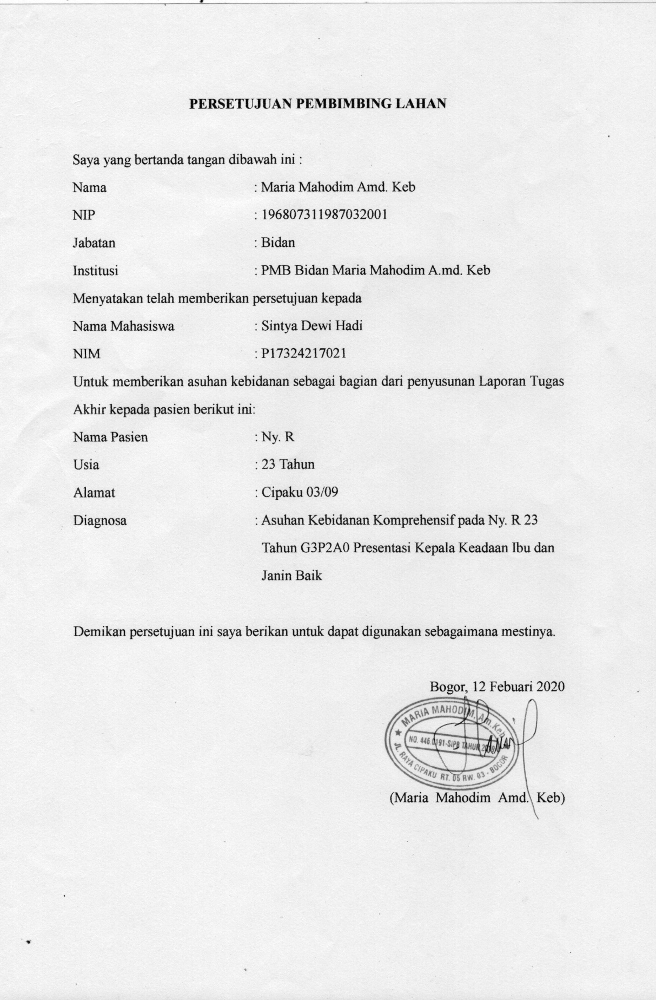 PERSETUJUAN PEMBIMBING LAHAN
Saya yang bertanda tangan dibawah ini :
Nama : Maria Mahodim Amd. Keb
NIP : 196807311987032001
Jabatan : Bidan
Institusi : PMB Bidan Maria Mahodim A.md. Keb
Menyatakan telah memberikan persetujuan kepada
Nama Mahasiswa : Sintya Dewi Hadi
NIM : P17324217021
Untuk memberikan asuhan kebidanan sebagai bagian dari penyusunan Laporan Tugas
Akhir kepada pasien berikut ini:
Nama Pasien : Ny. R
Usia : 23 Tahun
Alamat : Cipaku 03/09
Diagnosa : Asuhan Kebidanan Komprehensif pada Ny. R 23
Tahun G3P2A0 Presentasi Kepala Keadaan Ibu dan
Janin Baik
Demikan persetujuan ini saya berikan untuk dapat digunakan sebagaimana mestinya.
Bogor, 12 Febuari 2020
★ MARIA MAHODIM, Am.Keb
NO. 446.0191-SIPB TAHUN
JL. RAYA CIPAKU RT. 05 RW. 03 - BOGOR
(Maria Mahodim Amd. Keb)